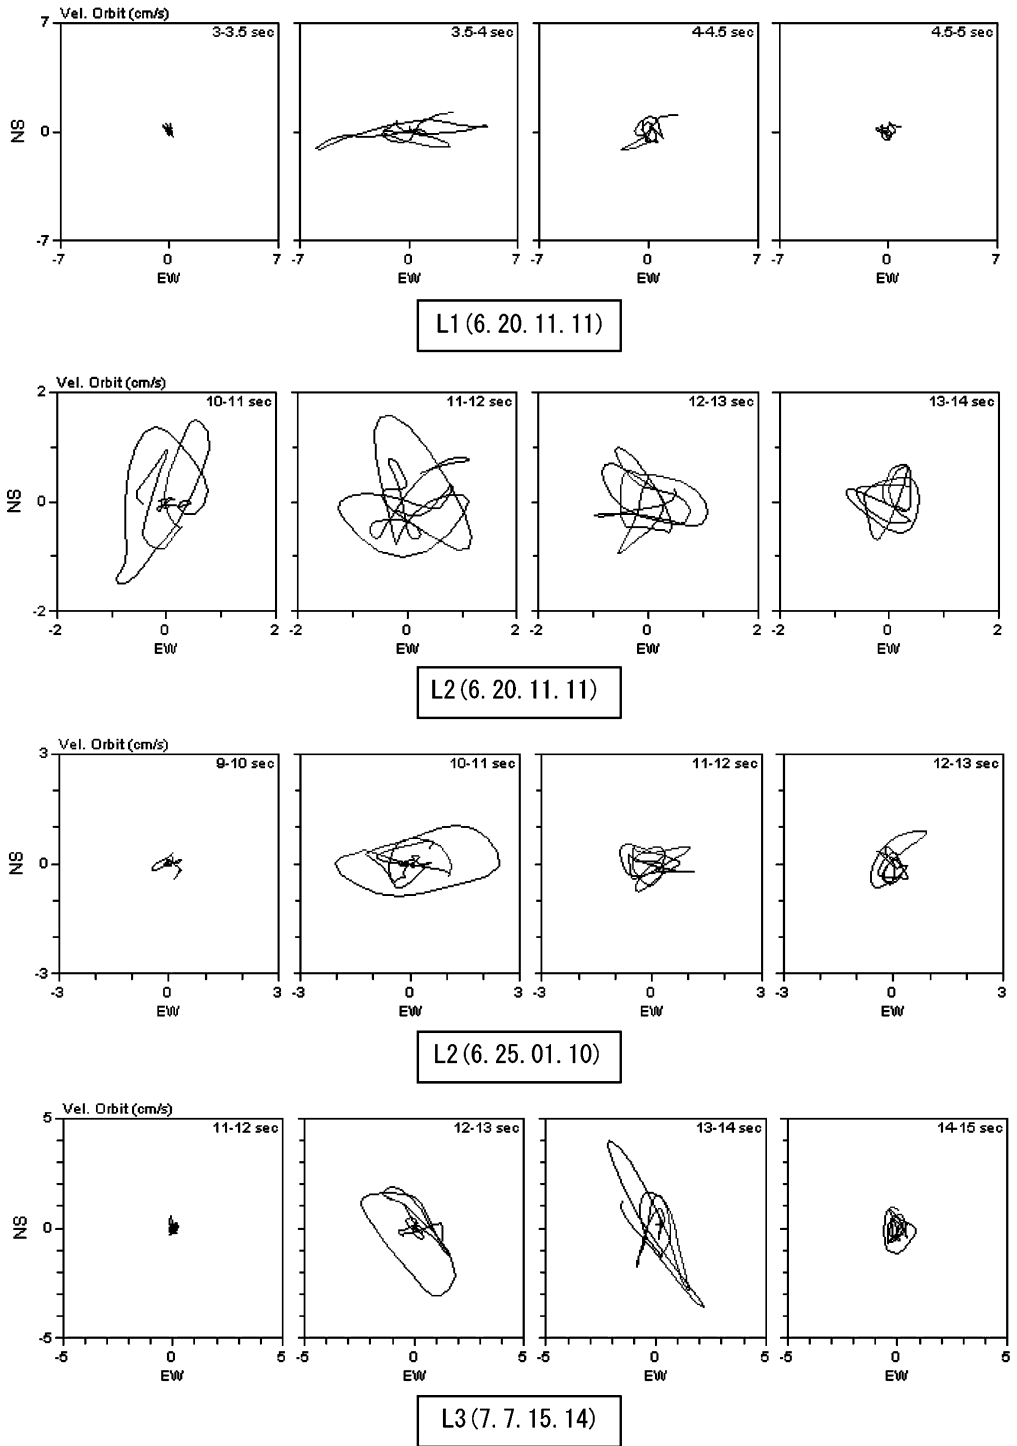 Vel. Orbit (cm/s)
3-3.5 sec 3.5-4 sec 4-4.5 sec 4.5-5 sec
7
0
-7
NS
-7 0 7 -7 0 7 -7 0 7 -7 0 7
EW EW EW EW
L1(6. 20. 11. 11)
Vel. Orbit (cm/s)
10-11 sec 11-12 sec 12-13 sec 13-14 sec
2
0
-2
NS
-2 0 2 -2 0 2 -2 0 2 -2 0 2
EW EW EW EW
L2(6. 20. 11. 11)
Vel. Orbit (cm/s)
9-10 sec 10-11 sec 11-12 sec 12-13 sec
3
0
-3
NS
-3 0 3 -3 0 3 -3 0 3 -3 0 3
EW EW EW EW
L2(6. 25. 01. 10)
Vel. Orbit (cm/s)
11-12 sec 12-13 sec 13-14 sec 14-15 sec
5
0
-5
NS
-5 0 5 -5 0 5 -5 0 5 -5 0 5
EW EW EW EW
L3(7. 7. 15. 14)